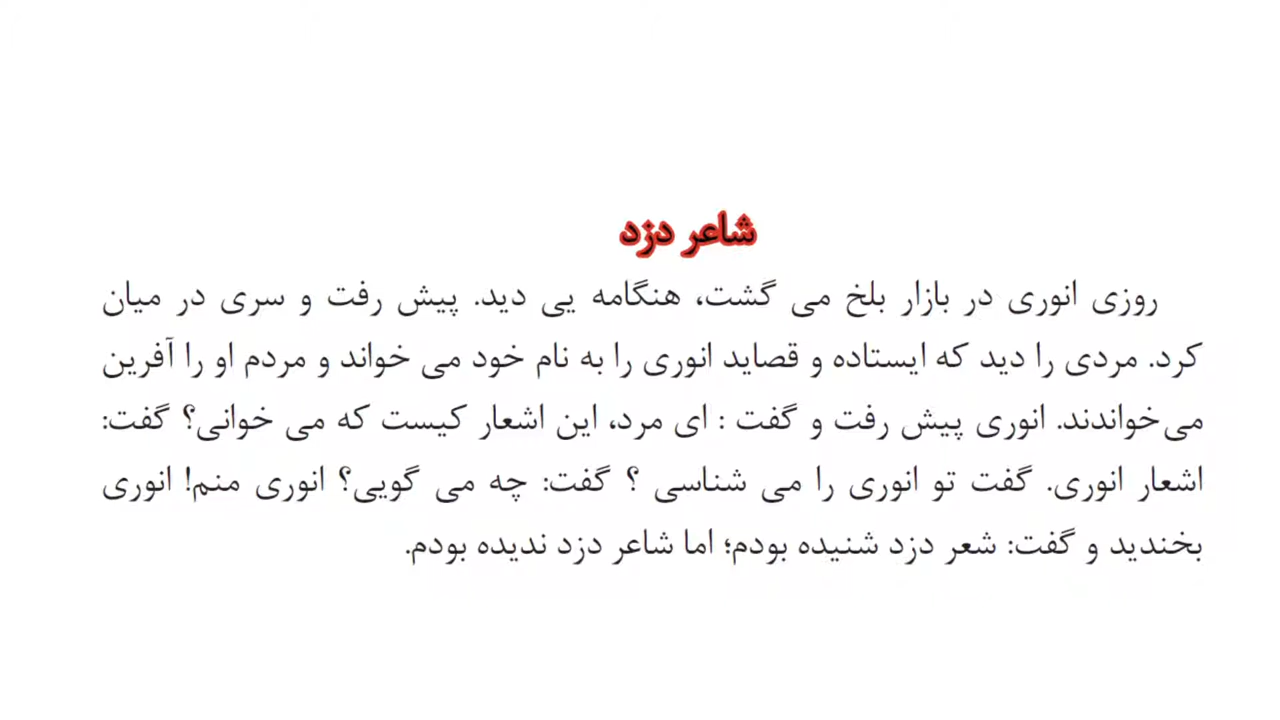 شاعر دزد
روزی انوری در بازار بلخ می گشت، هنگامه یی دید. پیش رفت و سری در میان
کرد. مردی را دید که ایستاده و قصاید انوری را به نام خود می خواند و مردم او را آفرین
می‌خواندند. انوری پیش رفت و گفت : ای مرد، این اشعار کیست که می خوانی؟ گفت:
اشعار انوری. گفت تو انوری را می شناسی ؟ گفت: چه می گویی؟ انوری منم! انوری
بخندید و گفت: شعر دزد شنیده بودم؛ اما شاعر دزد ندیده بودم.